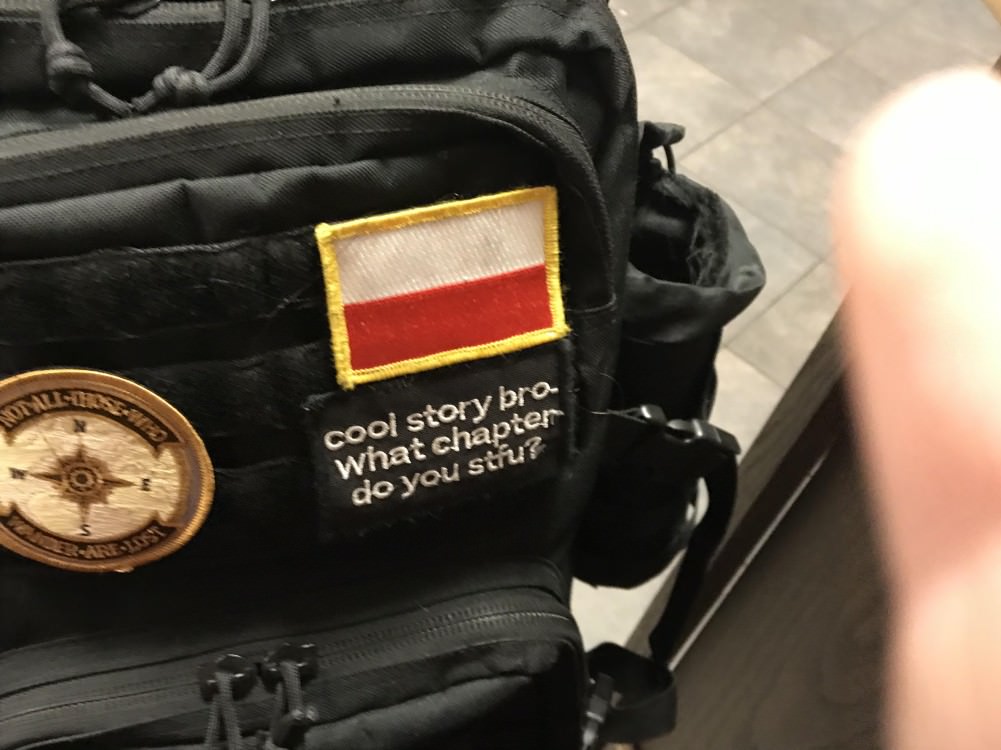 NOT·ALL·THOSE·WHO
N
W E
S
WANDER·ARE·LOST
cool story bro-
What chapter
do you stfu?